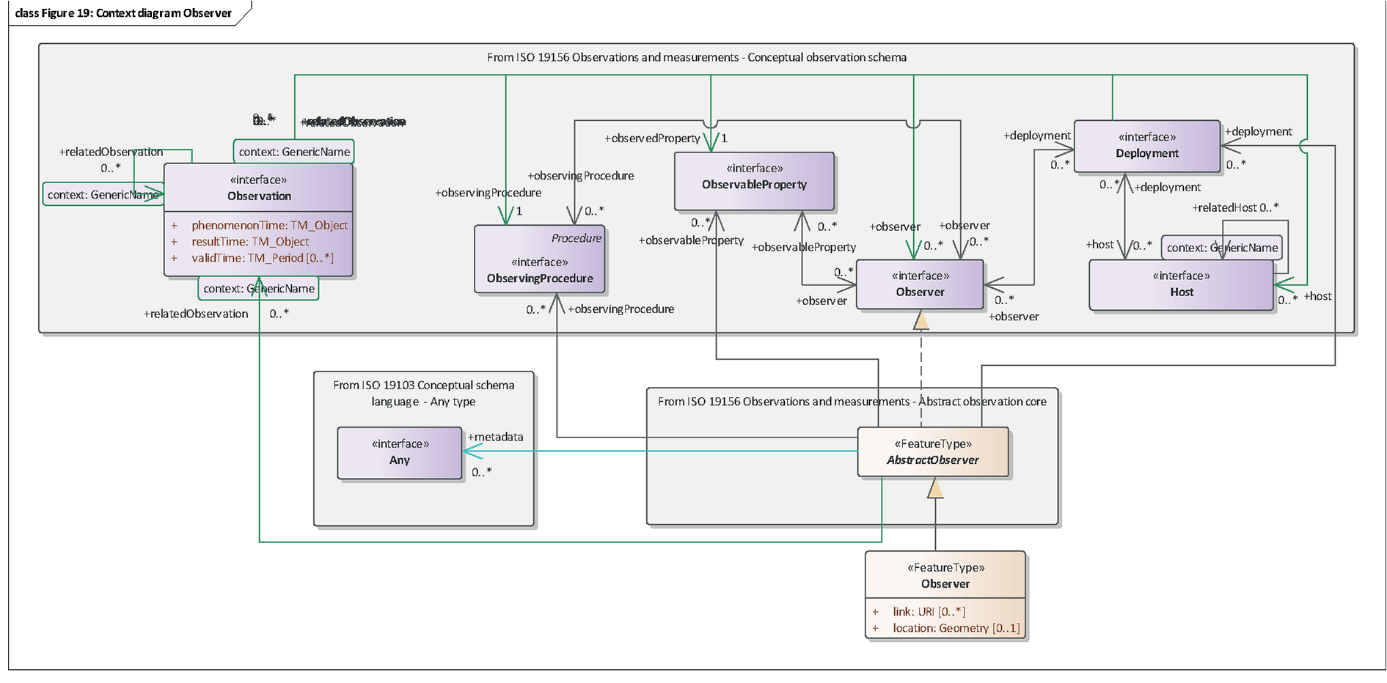 class Figure 19: Context diagram Observer
From ISO 19156 Observations and measurements - Conceptual observation schema
+relatedObservation
0..*
context: GenericName
context: GenericName
«interface»
Observation
+ phenomenonTime: TM_Object
+ resultTime: TM_Object
+ validTime: TM_Period [0..*]
context: GenericName
+relatedObservation
0..*
+relatedObservation
0..*
+observingProcedure
1
+observingProcedure
0..*
Procedure
«interface»
ObservingProcedure
0..*
+observingProcedure
+observedProperty
1
«interface»
ObservableProperty
0..*
+observableProperty
0..*
+observableProperty
+observer
0..*
+observer
0..*
0..*
+observer
«interface»
Observer
0..*
+observer
+deployment
0..*
«interface»
Deployment
+deployment
0..*
0..*
+deployment
+host
0..*
+relatedHost 0..*
context: GenericName
«interface»
Host
0..*
+host
From ISO 19103 Conceptual schema
language - Any type
«interface»
Any
+metadata
0..*
From ISO 19156 Observations and measurements - Abstract observation core
«FeatureType»
AbstractObserver
«FeatureType»
Observer
+ link: URI [0..*]
+ location: Geometry [0..1]